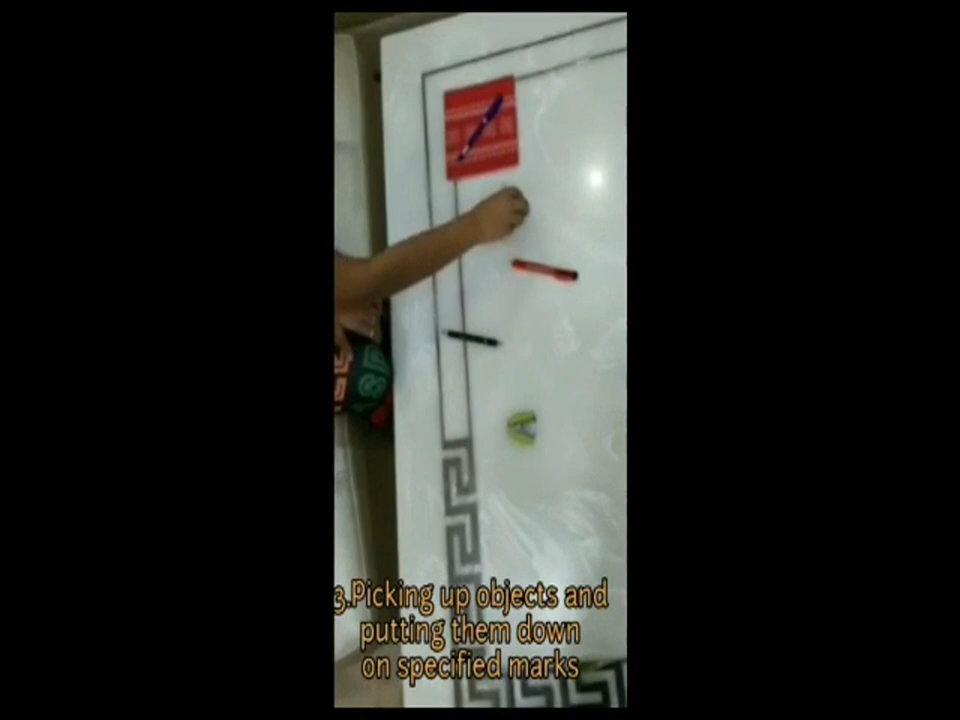 3.Picking up objects and
putting them down
on specified marks